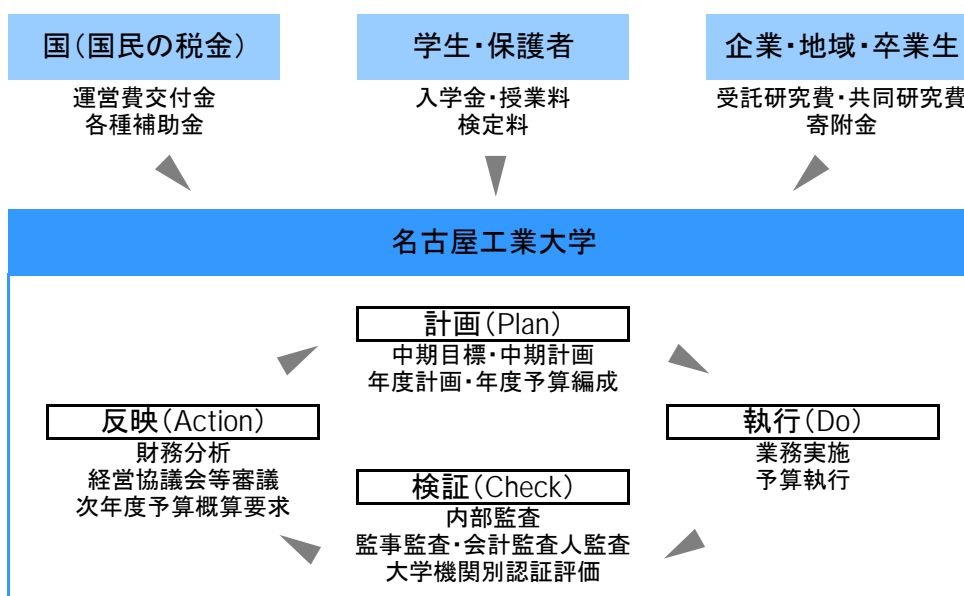 国(国民の税金)
運営費交付金
各種補助金
学生・保護者
入学金・授業料
検定料
企業・地域・卒業生
受託研究費・共同研究費
寄附金
名古屋工業大学
計画(Plan)
中期目標・中期計画
年度計画・年度予算編成
執行(Do)
業務実施
予算執行
検証(Check)
内部監査
監事監査・会計監査人監査
大学機関別認証評価
反映(Action)
財務分析
経営協議会等審議
次年度予算概算要求